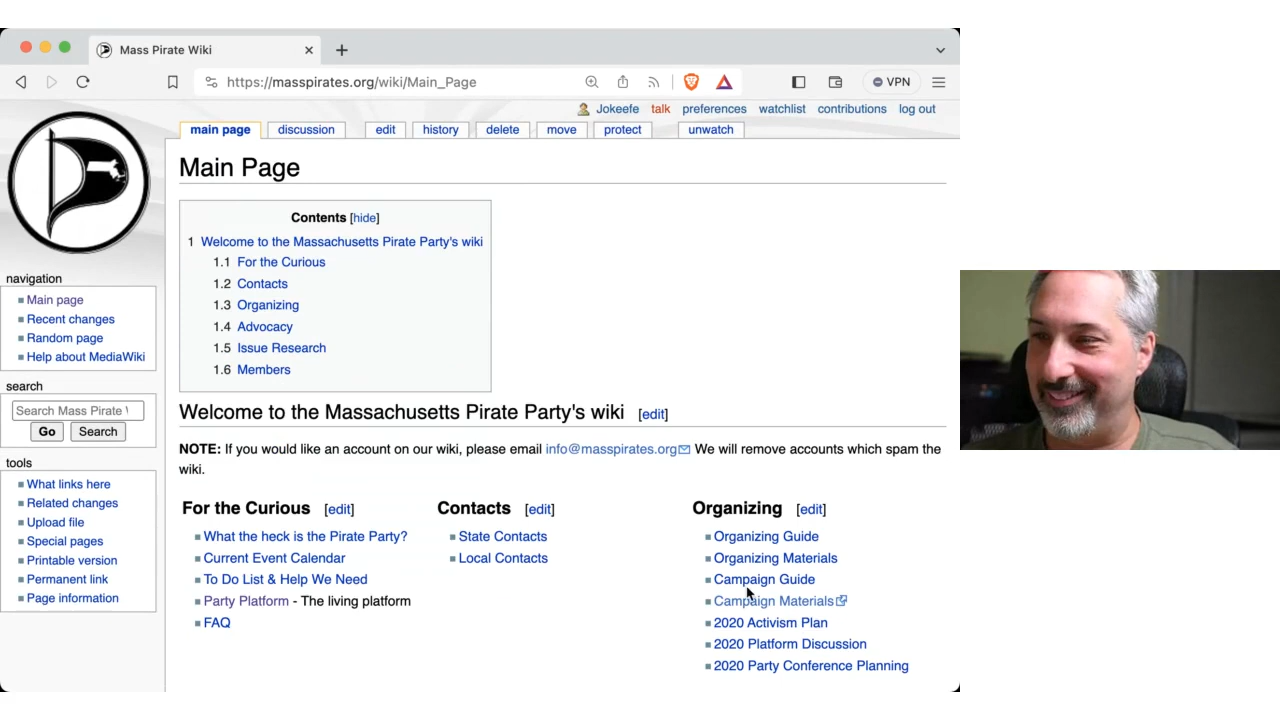 Mass Pirate Wiki
https://masspirates.org/wiki/Main_Page
VPN
Jokeefe talk preferences watchlist contributions log out
main page discussion edit history delete move protect unwatch
Main Page
Contents [hide]
1 Welcome to the Massachusetts Pirate Party's wiki
1.1 For the Curious
1.2 Contacts
1.3 Organizing
1.4 Advocacy
1.5 Issue Research
1.6 Members
navigation
Main page
Recent changes
Random page
Help about MediaWiki
search
Search Mass Pirate
Go Search
tools
What links here
Related changes
Upload file
Special pages
Printable version
Permanent link
Page information
Welcome to the Massachusetts Pirate Party's wiki [edit]
NOTE: If you would like an account on our wiki, please email info@masspirates.org We will remove accounts which spam the
wiki.
For the Curious [edit]
What the heck is the Pirate Party?
Current Event Calendar
To Do List & Help We Need
Party Platform - The living platform
FAQ
Contacts [edit]
State Contacts
Local Contacts
Organizing [edit]
Organizing Guide
Organizing Materials
Campaign Guide
Campaign Materials
2020 Activism Plan
2020 Platform Discussion
2020 Party Conference Planning